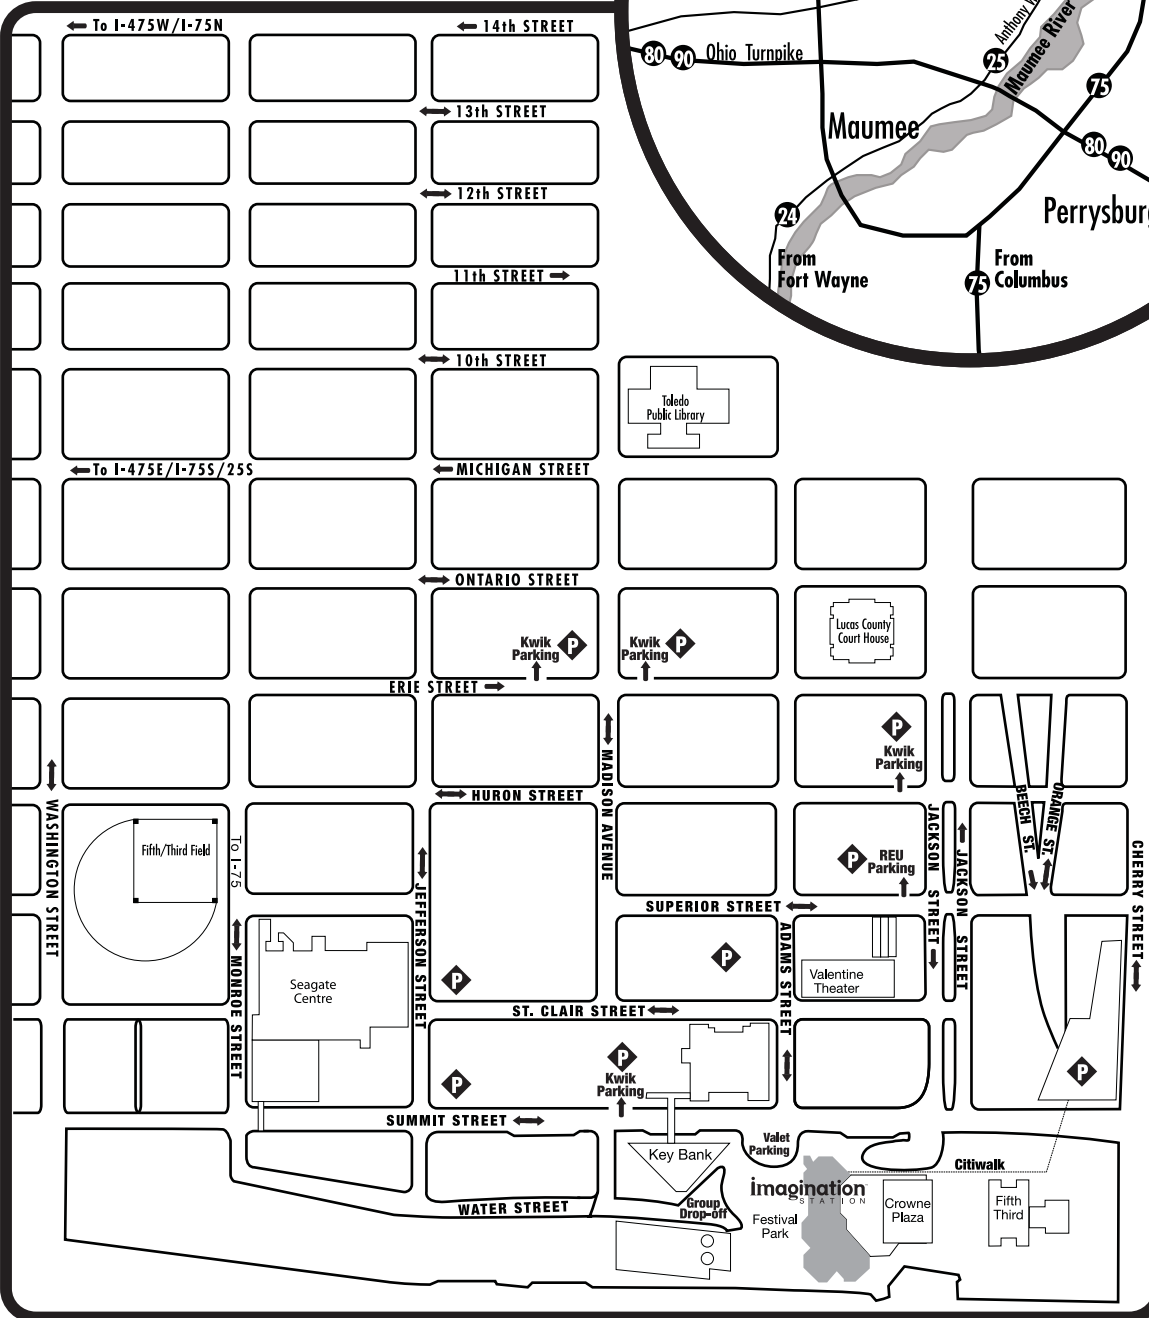 To I-475W/I-75N
14th STREET
13th STREET
12th STREET
11th STREET
10th STREET
To I-475E/I-75S/25S
MICHIGAN STREET
ONTARIO STREET
ERIE STREET
HURON STREET
SUPERIOR STREET
ST. CLAIR STREET
SUMMIT STREET
WATER STREET
80
90
Ohio Turnpike
25
Maumee River
75
Maumee
80
90
24
Perrysburg
From
Fort Wayne
75
From
Columbus
Toledo
Public Library
Kwik
Parking
P
Kwik
Parking
P
Lucas County
Court House
P
Kwik
Parking
WASHINGTON STREET
MONROE STREET
To I-75
JEFFERSON STREET
MADISON AVENUE
ADAMS STREET
JACKSON STREET
JACKSON STREET
BEECH ST.
ORANGE ST.
CHERRY STREET
Fifth/Third Field
P
REU
Parking
Seagate
Centre
P
P
Valentine
Theater
P
P
Kwik
Parking
P
Key Bank
Valet
Parking
Citiwalk
imagination
STATION
Group
Drop-off
Festival
Park
Crowne
Plaza
Fifth
Third